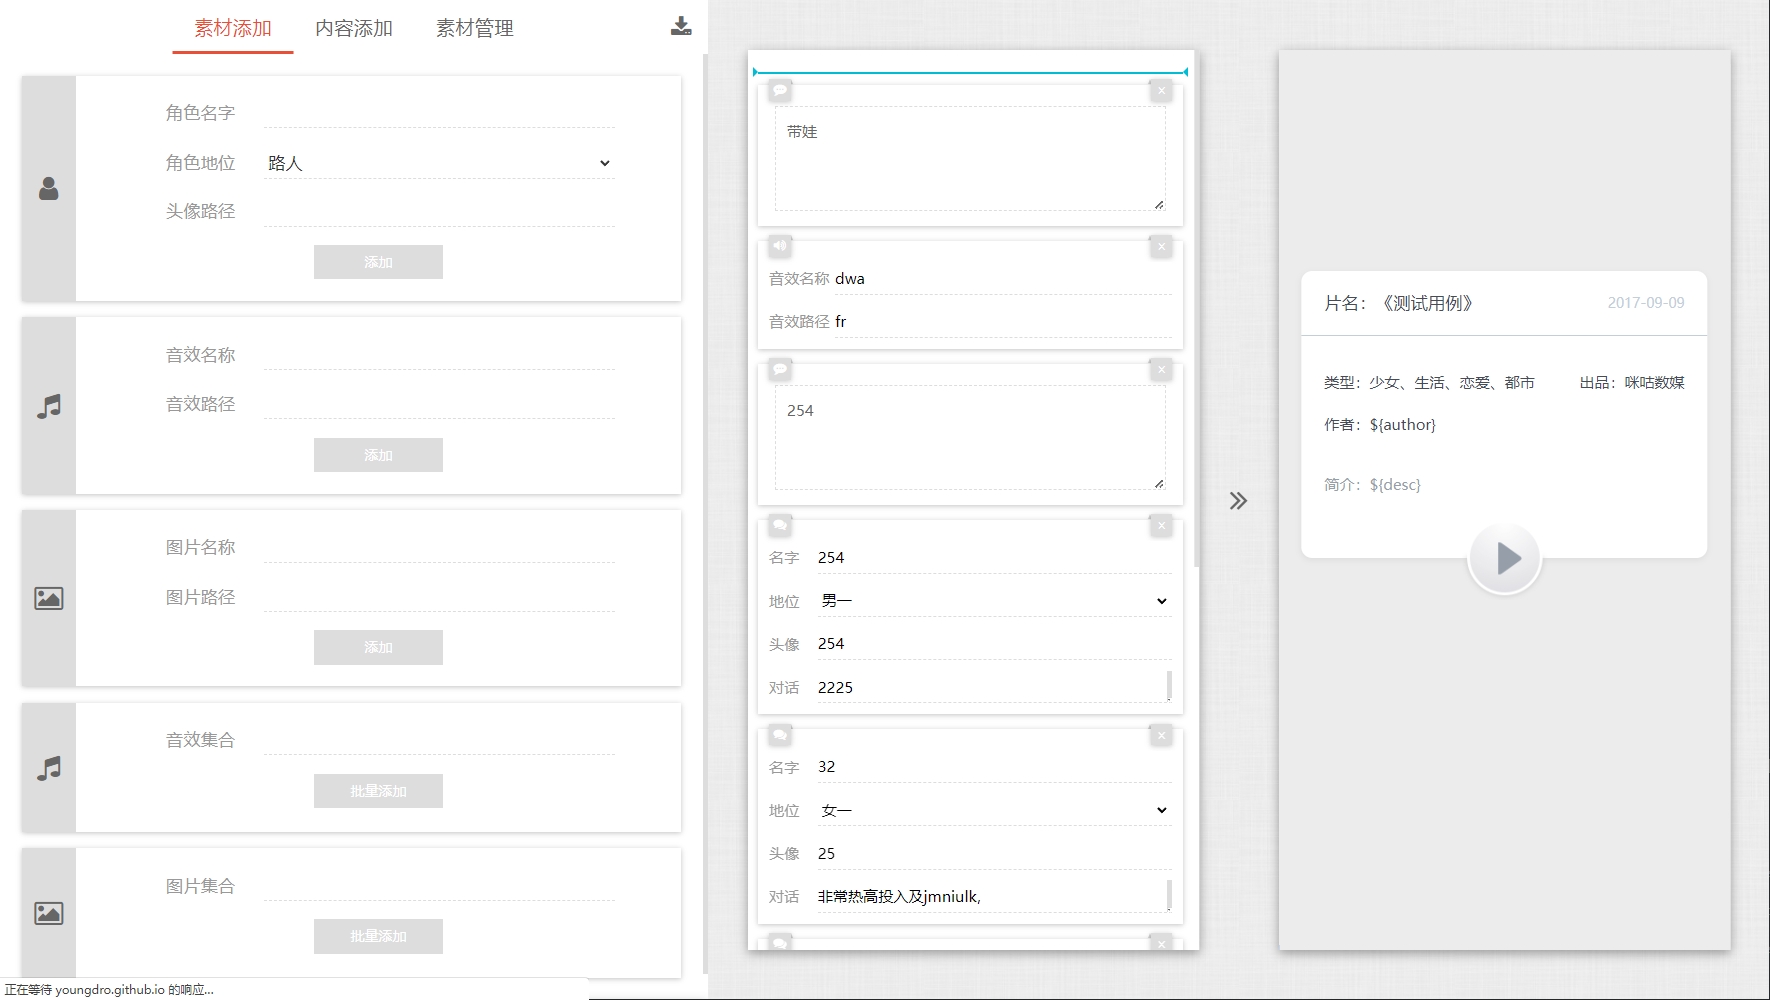 素材添加 内容添加 素材管理
角色名字
角色地位 路人
头像路径
添加
音效名称
音效路径
添加
图片名称
图片路径
添加
音效集合
批量添加
图片集合
批量添加
正在等待 youngdro.github.io 的响应...
带娃
音效名称 dwa
音效路径 fr
254
名字 254
地位 男一
头像 254
对话 2225
名字 32
地位 女一
头像 25
对话 非常热高投入及jmniulk,
片名：《测试用例》 2017-09-09
类型：少女、生活、恋爱、都市 出品：咪咕数媒
作者：${author}
简介：${desc}